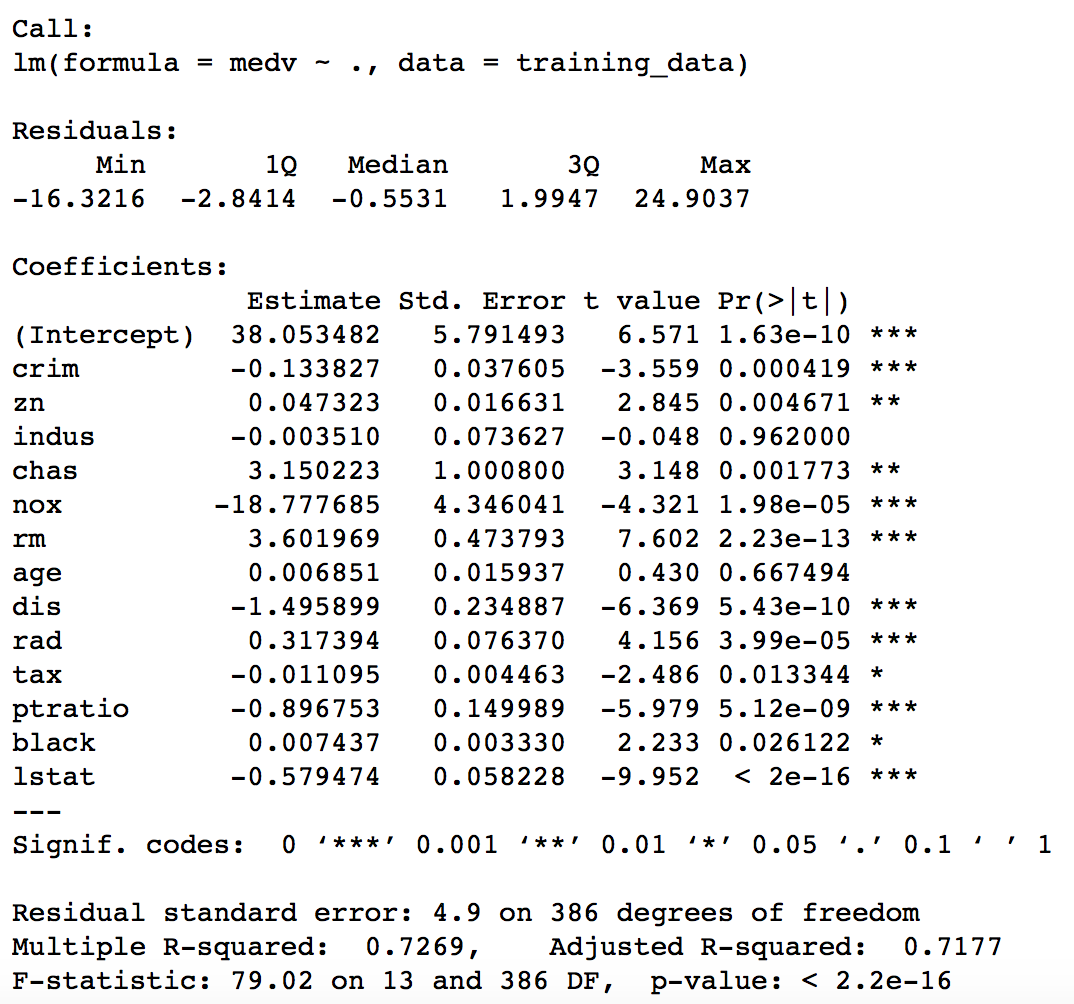 Call:
lm(formula = medv ~ ., data = training_data)
Residuals:
     Min       1Q   Median       3Q      Max
-16.3216  -2.8414  -0.5531   1.9947  24.9037
Coefficients:
              Estimate Std. Error t value Pr(>|t|)
(Intercept)  38.053482   5.791493   6.571 1.63e-10 ***
crim         -0.133827   0.037605  -3.559 0.000419 ***
zn            0.047323   0.016631   2.845 0.004671 **
indus        -0.003510   0.073627  -0.048 0.962000
chas          3.150223   1.000800   3.148 0.001773 **
nox         -18.777685   4.346041  -4.321 1.98e-05 ***
rm            3.601969   0.473793   7.602 2.23e-13 ***
age           0.006851   0.015937   0.430 0.667494
dis          -1.495899   0.234887  -6.369 5.43e-10 ***
rad           0.317394   0.076370   4.156 3.99e-05 ***
tax          -0.011095   0.004463  -2.486 0.013344 *
ptratio      -0.896753   0.149989  -5.979 5.12e-09 ***
black         0.007437   0.003330   2.233 0.026122 *
lstat        -0.579474   0.058228  -9.952  < 2e-16 ***
---
Signif. codes:  0 ‘***’ 0.001 ‘**’ 0.01 ‘*’ 0.05 ‘.’ 0.1 ‘ ’ 1
Residual standard error: 4.9 on 386 degrees of freedom
Multiple R-squared:  0.7269,    Adjusted R-squared:  0.7177
F-statistic: 79.02 on 13 and 386 DF,  p-value: < 2.2e-16